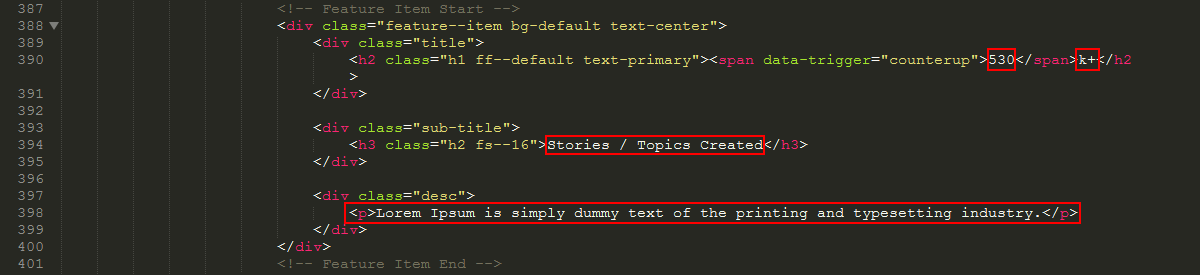 387 <!-- Feature Item Start -->
388 <div class="feature--item bg-default text-center">
389 <div class="title">
390 <h2 class="h1 ff--default text-primary"><span data-trigger="counterup">530</span>k+</h2
>
391 </div>
392
393 <div class="sub-title">
394 <h3 class="h2 fs--16">Stories / Topics Created</h3>
395 </div>
396
397 <div class="desc">
398 <p>Lorem Ipsum is simply dummy text of the printing and typesetting industry.</p>
399 </div>
400 </div>
401 <!-- Feature Item End -->